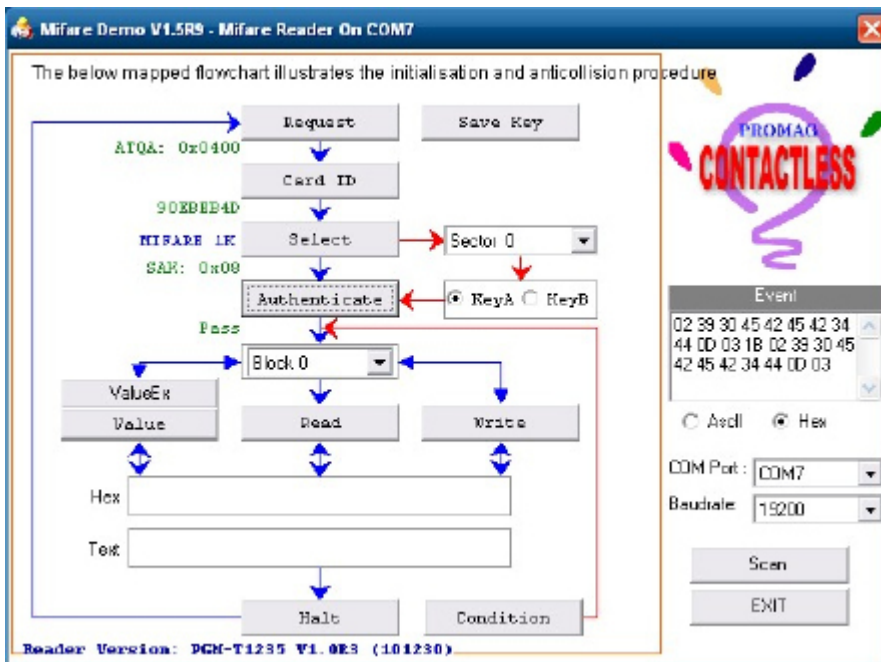 Mifare Demo V1.5R9 - Mifare Reader On COM7
The below mapped flowchart illustrates the initialisation and anticollision procedure
Request
Save Key
ATQA: 0x0400
Card ID
90EBEB4D
MIFARE 1K
Select
Sector 0
SAK: 0x08
Authenticate
KeyA
KeyB
Pass
Block 0
ValueEx
Value
Read
Write
Hex
Text
Halt
Condition
Reader Version: PGM-T1235 V1.0R3 (101230)
PROMAG
CONTACTLESS
Event
02 39 30 45 42 45 42 34
44 0D 03 1B 02 39 30 45
42 45 42 34 44 0D 03
Ascll
Hex
COM Port : COM7
Baudrate: 19200
Scan
EXIT